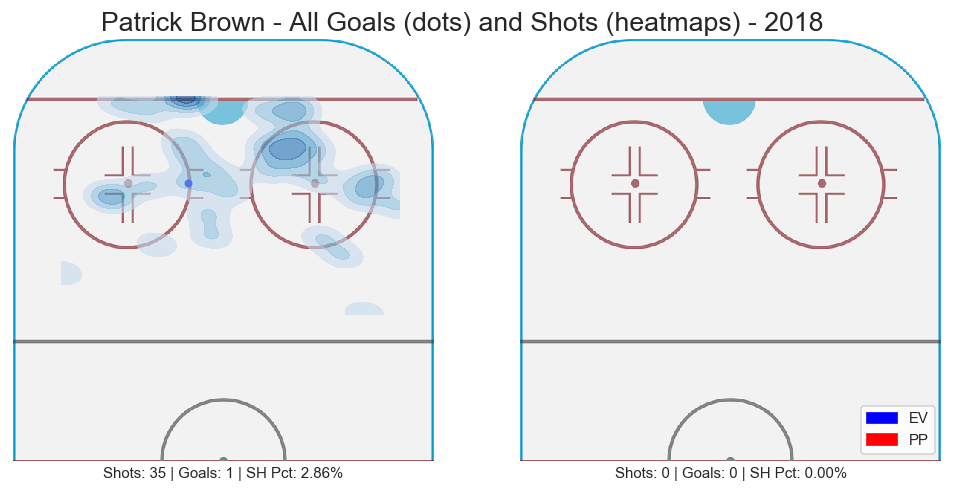 Patrick Brown - All Goals (dots) and Shots (heatmaps) - 2018
EV
PP
Shots: 35 | Goals: 1 | SH Pct: 2.86%
Shots: 0 | Goals: 0 | SH Pct: 0.00%